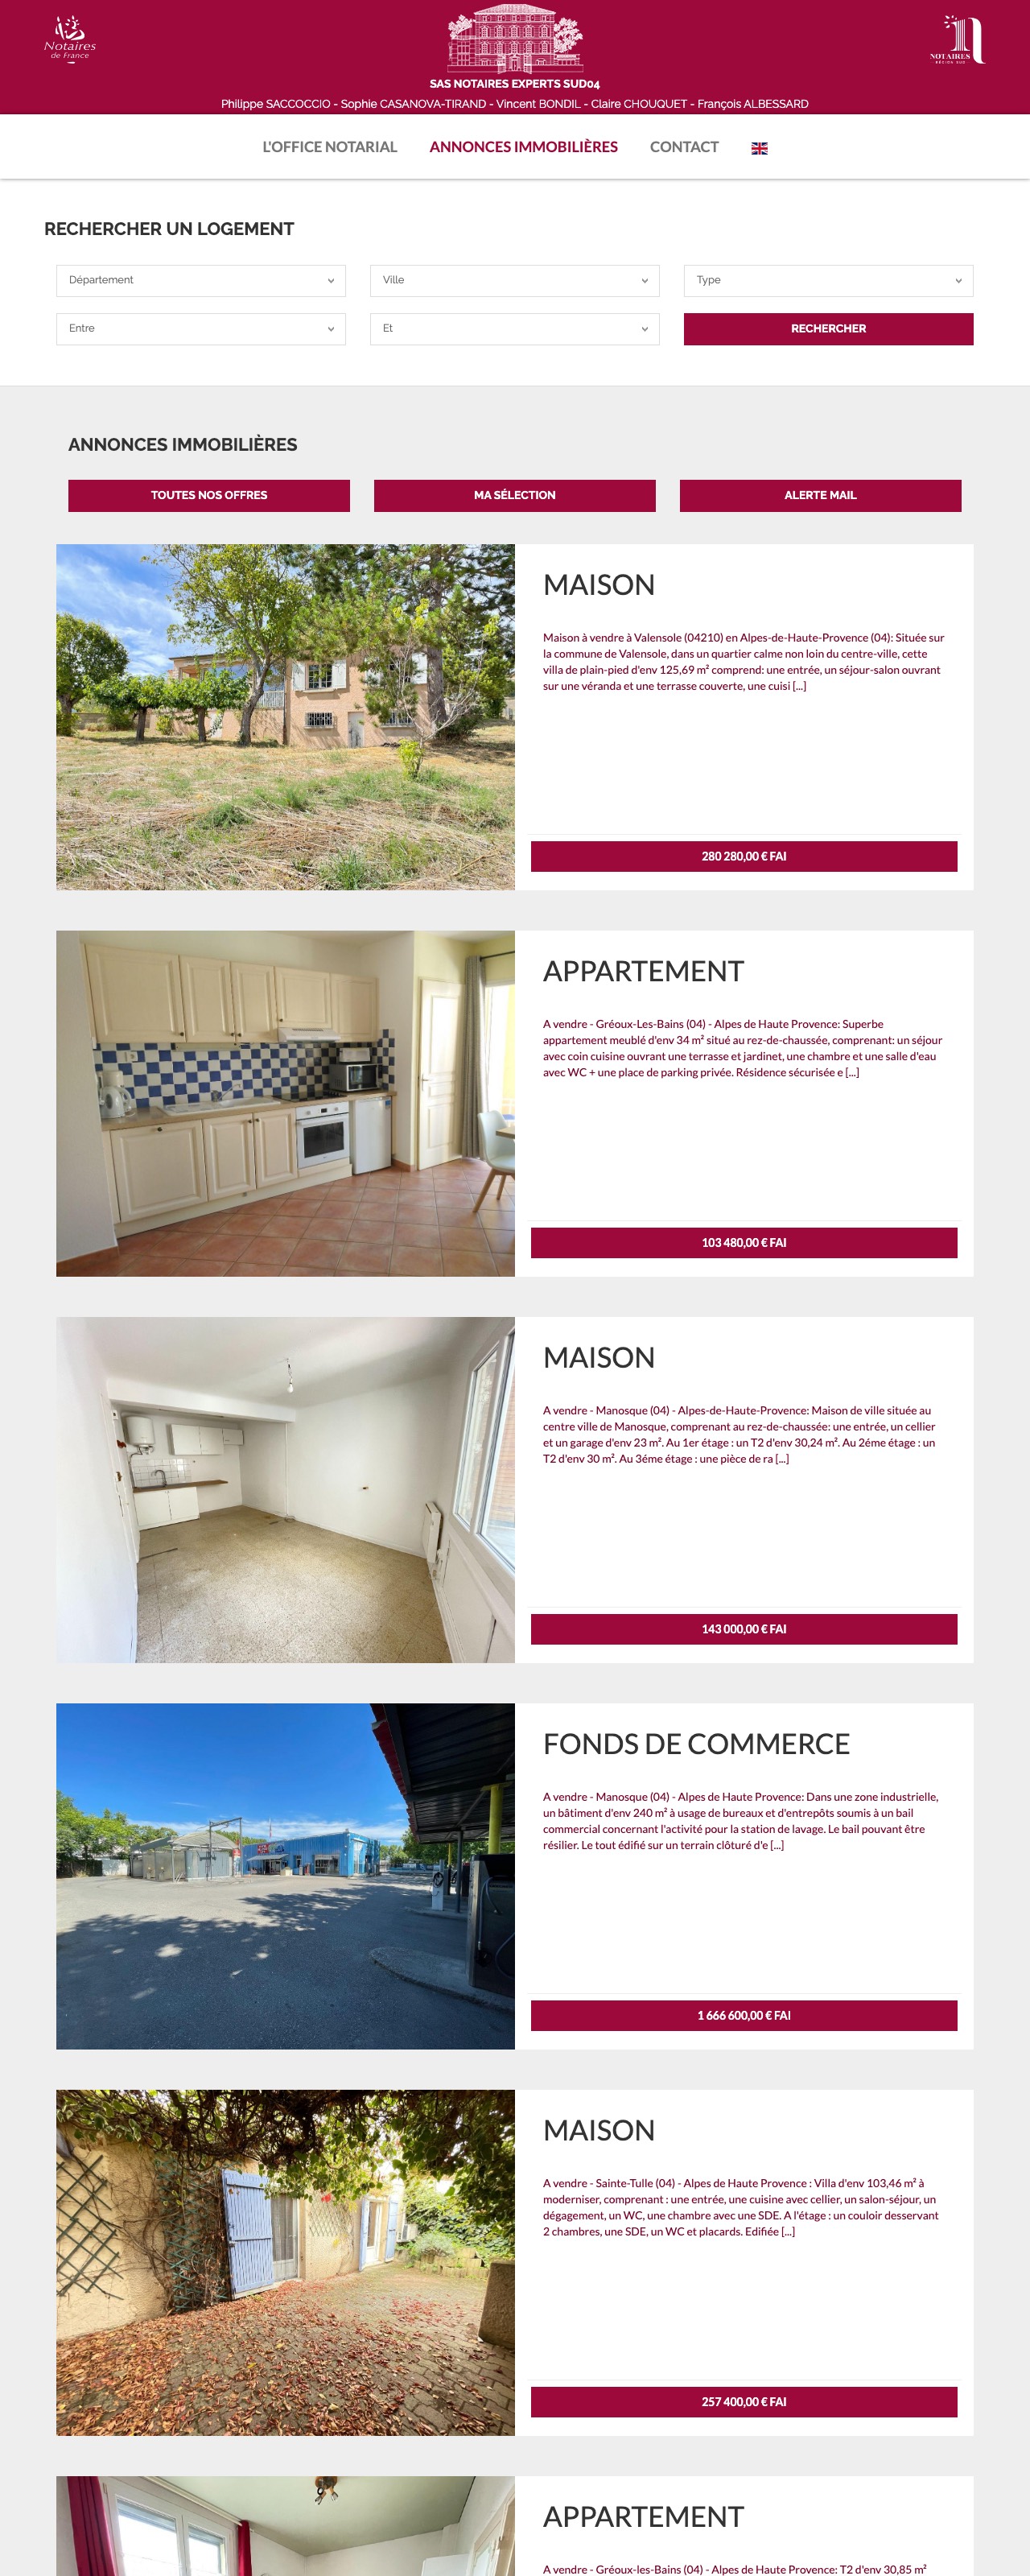 Notaires
de France
SAS NOTAIRES EXPERTS SUD04
NOTAIRES
RÉGION SUD
Philippe SACCOCCIO - Sophie CASANOVA-TIRAND - Vincent BONDIL - Claire CHOUQUET - François ALBESSARD
L'OFFICE NOTARIAL
ANNONCES IMMOBILIÈRES
CONTACT
RECHERCHER UN LOGEMENT
Département
Ville
Type
Entre
Et
RECHERCHER
ANNONCES IMMOBILIÈRES
TOUTES NOS OFFRES
MA SÉLECTION
ALERTE MAIL
MAISON
Maison à vendre à Valensole (04210) en Alpes-de-Haute-Provence (04): Située sur
la commune de Valensole, dans un quartier calme non loin du centre-ville, cette
villa de plain-pied d'env 125,69 m² comprend: une entrée, un séjour-salon ouvrant
sur une véranda et une terrasse couverte, une cuisi [...]
280 280,00 € FAI
APPARTEMENT
A vendre - Gréoux-Les-Bains (04) - Alpes de Haute Provence: Superbe
appartement meublé d'env 34 m² situé au rez-de-chaussée, comprenant: un séjour
avec coin cuisine ouvrant une terrasse et jardinet, une chambre et une salle d'eau
avec WC + une place de parking privée. Résidence sécurisée e [...]
103 480,00 € FAI
MAISON
A vendre - Manosque (04) - Alpes-de-Haute-Provence: Maison de ville située au
centre ville de Manosque, comprenant au rez-de-chaussée: une entrée, un cellier
et un garage d'env 23 m². Au 1er étage : un T2 d'env 30,24 m². Au 2éme étage : un
T2 d'env 30 m². Au 3éme étage : une pièce de ra [...]
143 000,00 € FAI
FONDS DE COMMERCE
A vendre - Manosque (04) - Alpes de Haute Provence: Dans une zone industrielle,
un bâtiment d'env 240 m² à usage de bureaux et d'entrepôts soumis à un bail
commercial concernant l'activité pour la station de lavage. Le bail pouvant être
résilier. Le tout édifié sur un terrain clôturé d'e [...]
1 666 600,00 € FAI
MAISON
A vendre - Sainte-Tulle (04) - Alpes de Haute Provence : Villa d'env 103,46 m² à
moderniser, comprenant : une entrée, une cuisine avec cellier, un salon-séjour, un
dégagement, un WC, une chambre avec une SDE. A l'étage : un couloir desservant
2 chambres, une SDE, un WC et placards. Edifiée [...]
257 400,00 € FAI
APPARTEMENT
A vendre - Gréoux-les-Bains (04) - Alpes de Haute Provence: T2 d'env 30,85 m²